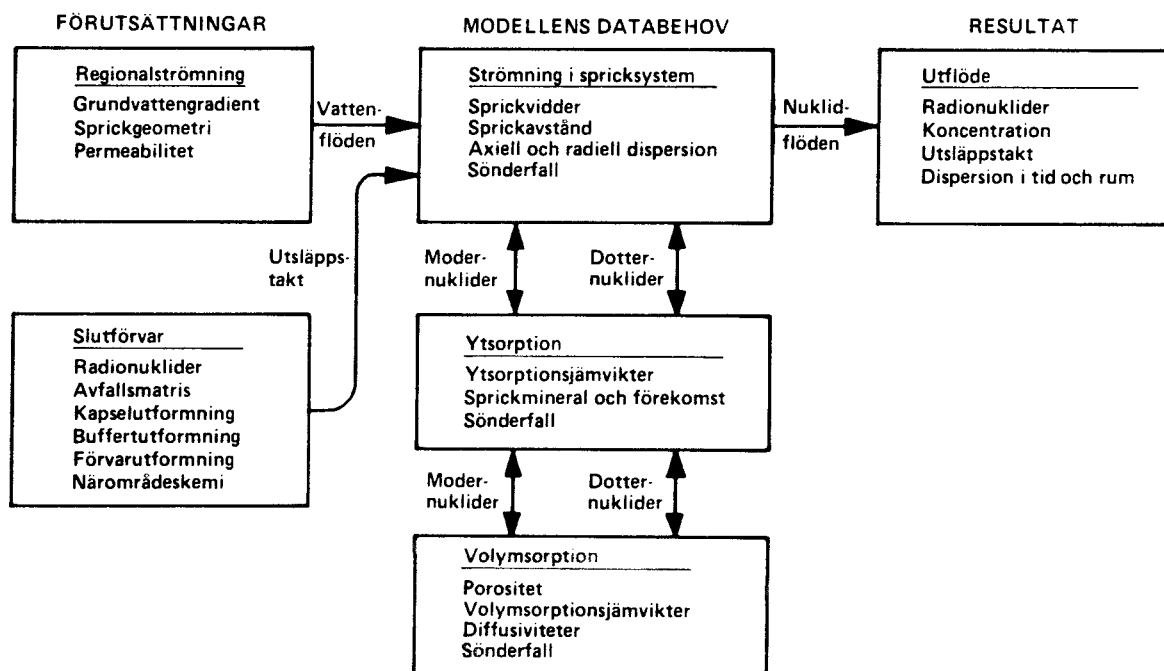 FÖRUTSÄTTNINGAR
Regionalströmning
Grundvattengradient
Sprickgeometri
Permeabilitet
Vatten-
flöden
Utsläpps-
takt
Slutförvar
Radionuklider
Avfallsmatris
Kapselutformning
Buffertutformning
Förvarutformning
Närområdeskemi
MODELLENS DATABEHOV
Strömning i spricksystem
Sprickvidder
Sprickavstånd
Axiell och radiell dispersion
Sönderfall
Moder-
nuklider
Dotter-
nuklider
Ytsorption
Ytsorptionsjämvikter
Sprickmineral och förekomst
Sönderfall
Moder-
nuklider
Dotter-
nuklider
Volymsorption
Porositet
Volymsorptionsjämvikter
Diffusiviteter
Sönderfall
Nuklid-
flöden
RESULTAT
Utflöde
Radionuklider
Koncentration
Utsläppstakt
Dispersion i tid och rum